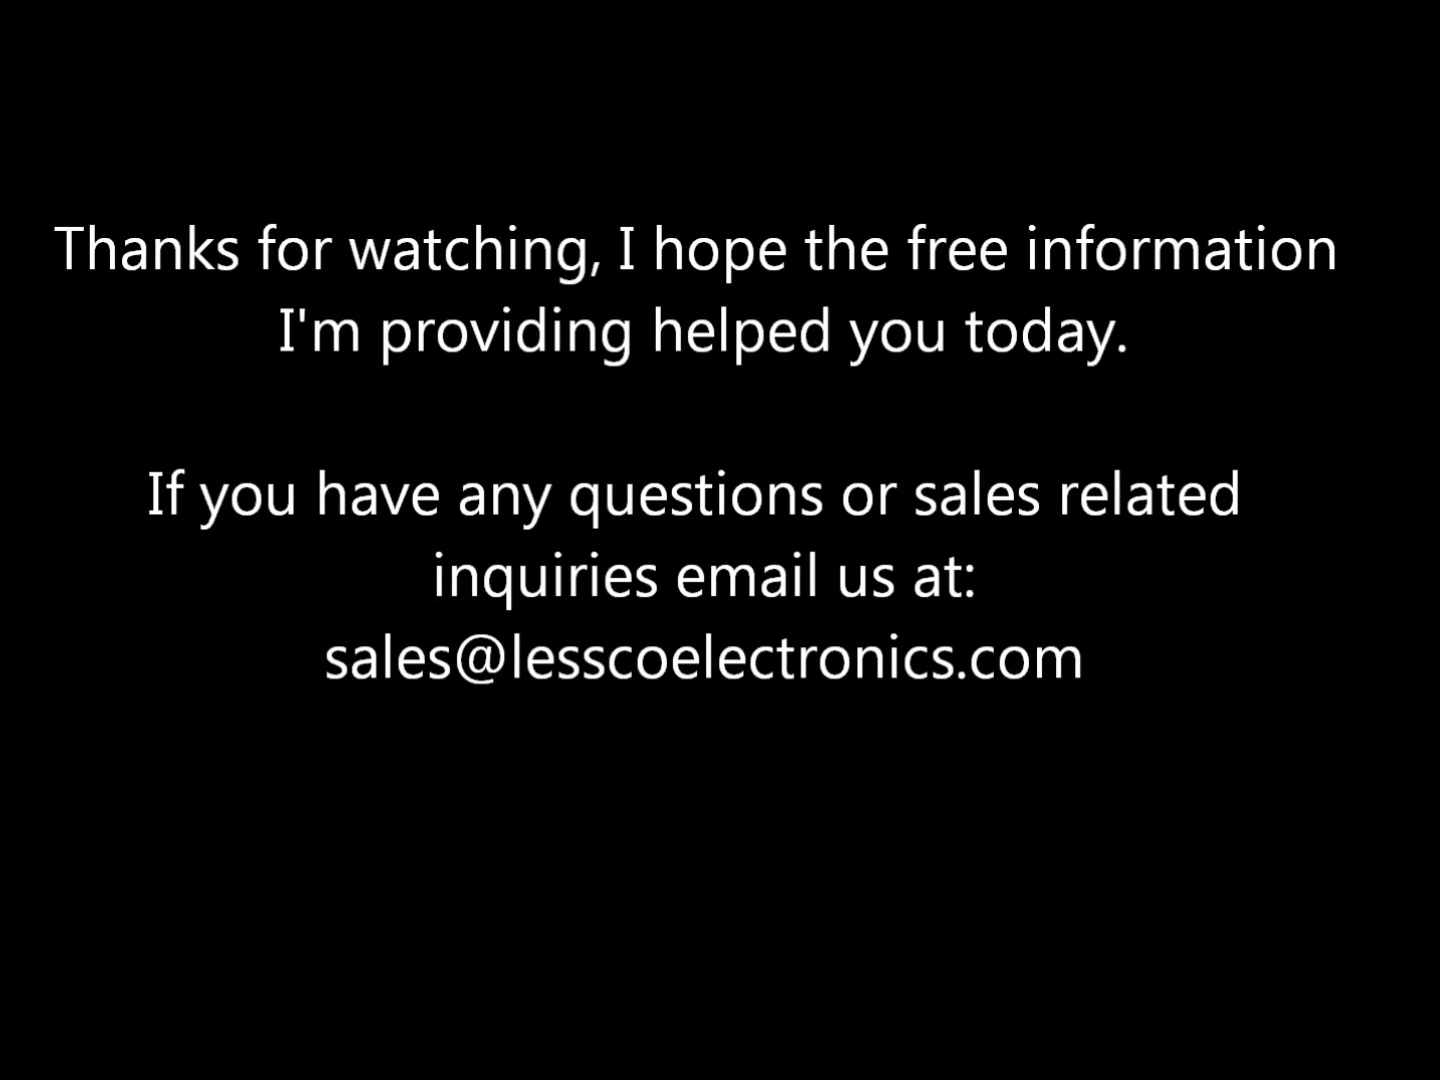 Thanks for watching, I hope the free information
I'm providing helped you today.
If you have any questions or sales related
inquiries email us at:
sales@lesscoelectronics.com